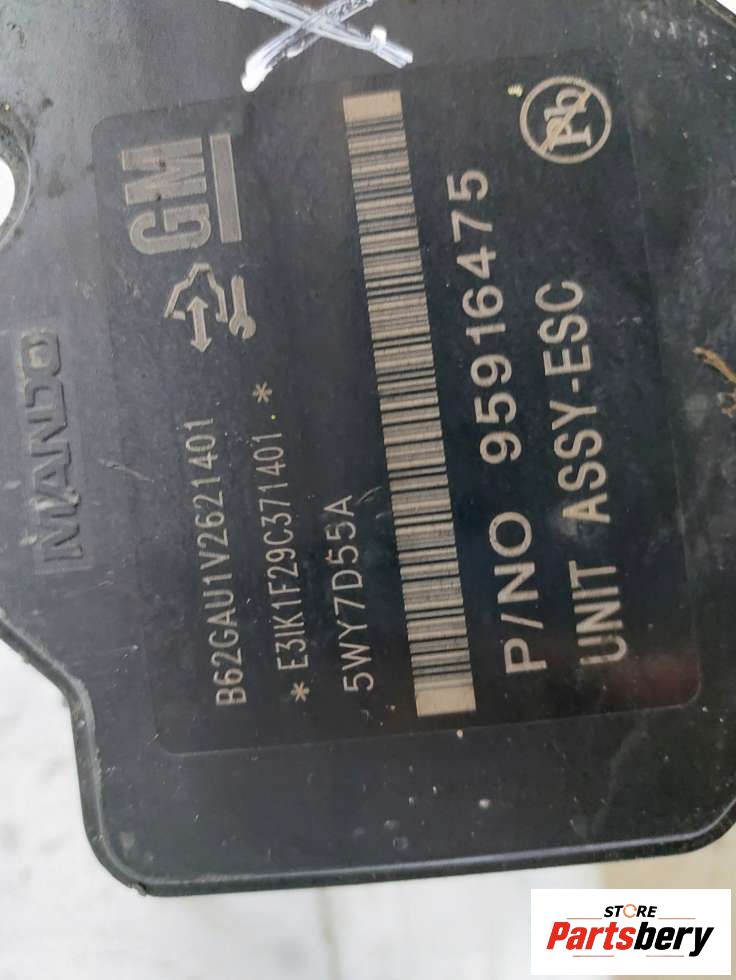 MANDO
GM
B62GAU1V2621401
*E3IK1F29C371401.*
5WY7D55A
P/NO 95916475
UNIT ASSY-ESC
Pb
STORE
Partsbery